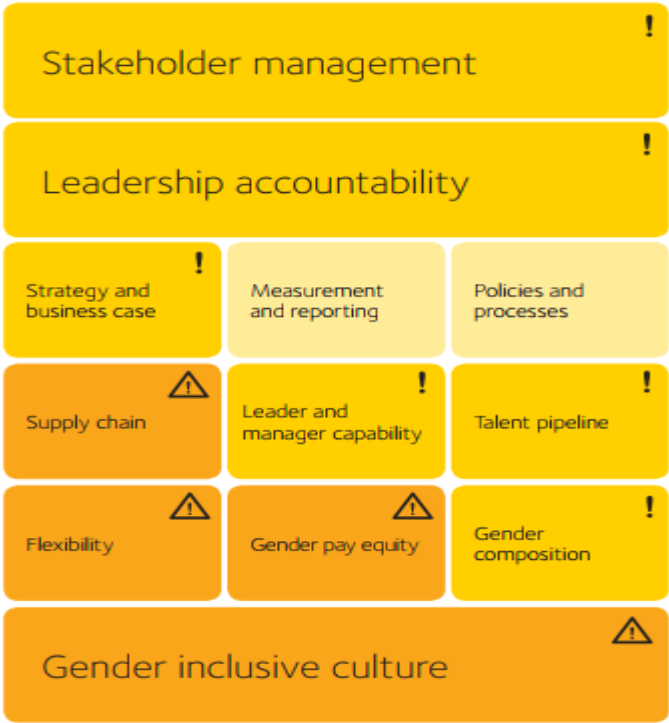 !
Stakeholder management
!
Leadership accountability
!
Strategy and
business case
Measurement
and reporting
Policies and
processes
!
Supply chain
!
Leader and
manager capability
!
Talent pipeline
!
Flexibility
!
Gender pay equity
!
Gender
composition
!
Gender inclusive culture